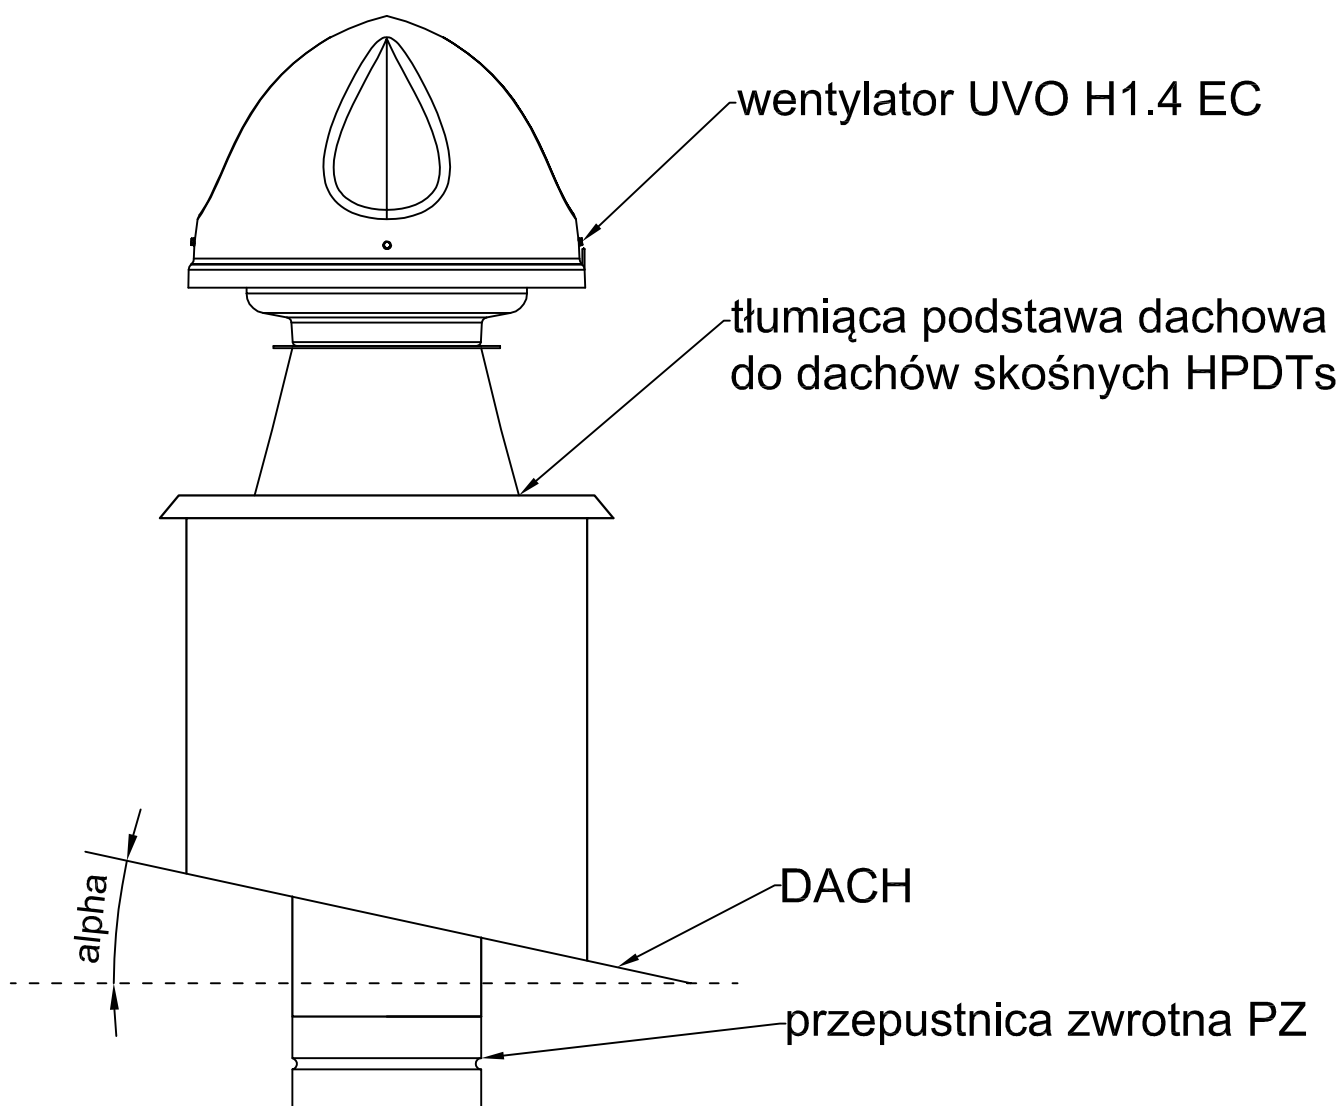 wentylator UVO H1.4 EC
tłumiąca podstawa dachowa
do dachów skośnych HPDTs
DACH
alpha
przepustnica zwrotna PZ